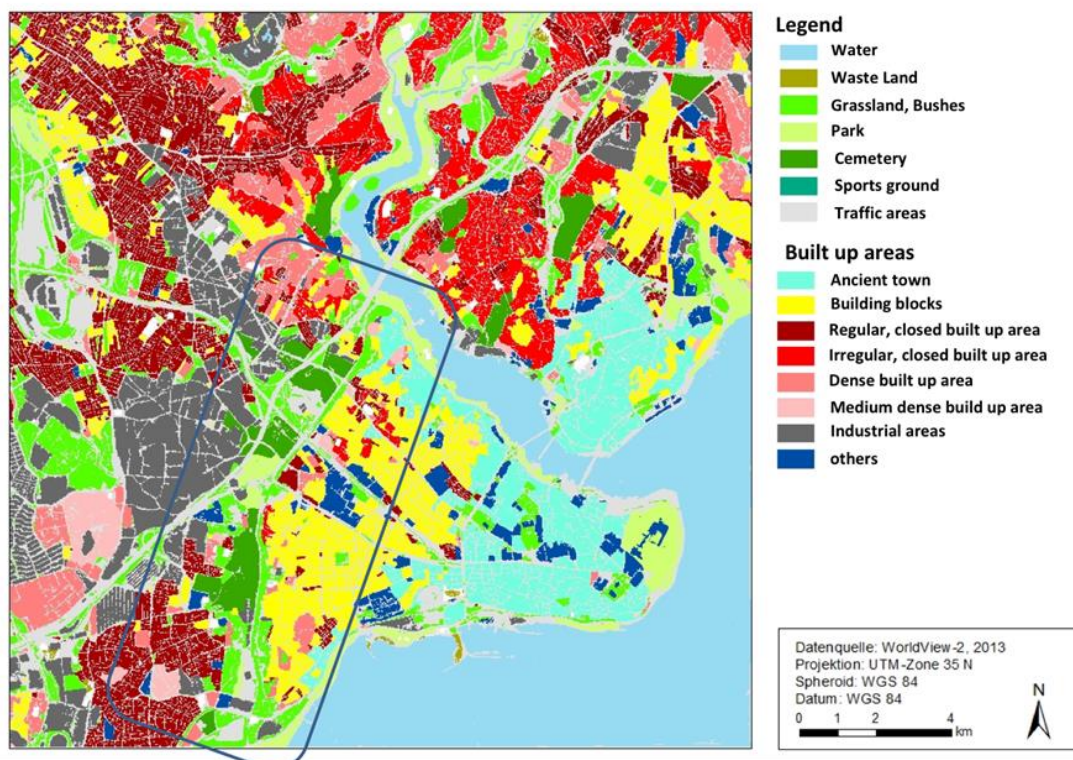 Legend
Water
Waste Land
Grassland, Bushes
Park
Cemetery
Sports ground
Traffic areas
Built up areas
Ancient town
Building blocks
Regular, closed built up area
Irregular, closed built up area
Dense built up area
Medium dense build up area
Industrial areas
others
Datenquelle: WorldView-2, 2013
Projektion: UTM-Zone 35 N
Spheroid: WGS 84
Datum: WGS 84
N
0 1 2 4
km